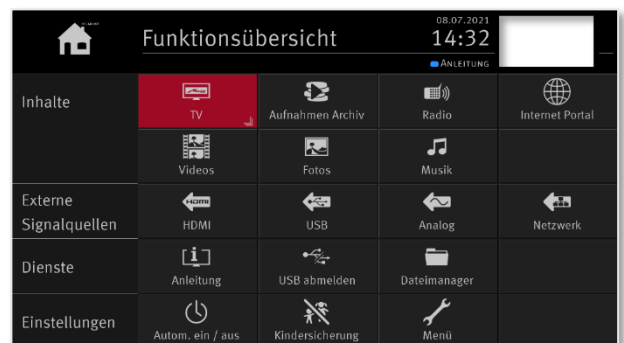 08.07.2021
Funktionsübersicht 14:32
ANLEITUNG
Inhalte
TV Aufnahmen Archiv Radio Internet Portal
Videos Fotos Musik
Externe
Signalquellen
HDMI
HDMI USB Analog Netzwerk
Dienste
Anleitung USB abmelden Dateimanager
Einstellungen
Autom. ein / aus Kindersicherung Menü